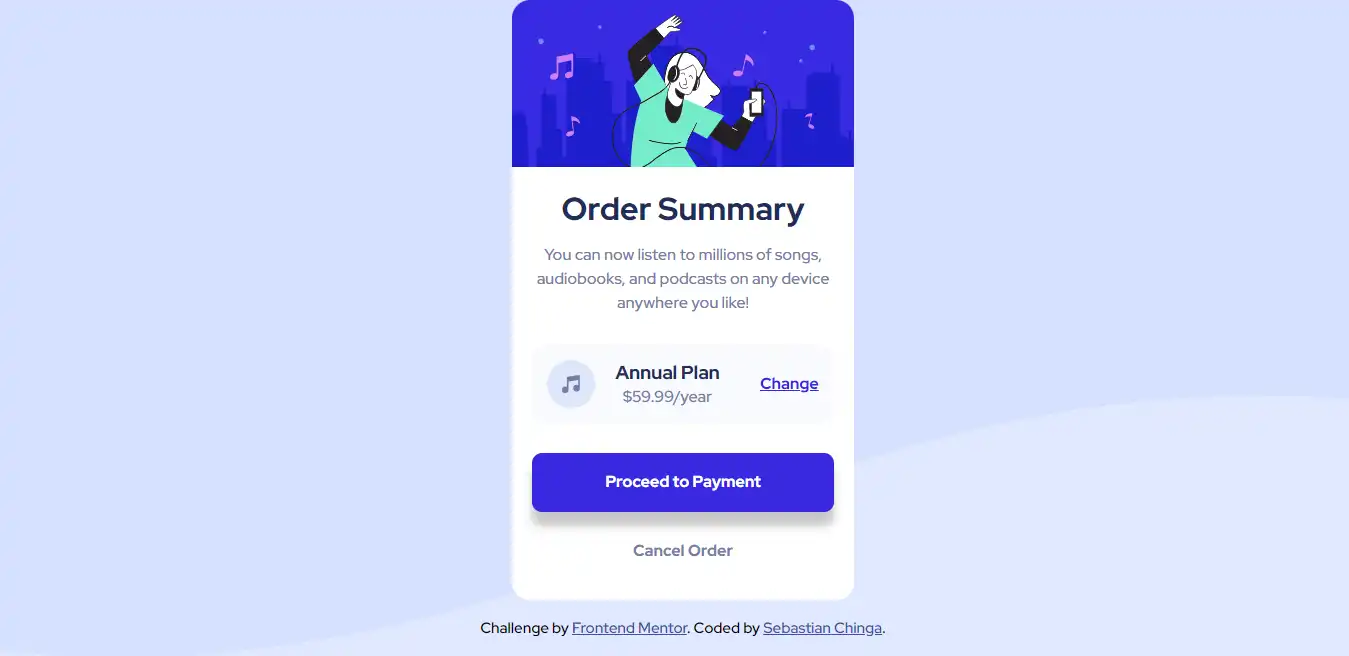 Order Summary
You can now listen to millions of songs,
audiobooks, and podcasts on any device
anywhere you like!
Annual Plan
$59.99/year
Change
Proceed to Payment
Cancel Order
Challenge by Frontend Mentor. Coded by Sebastian Chinga.